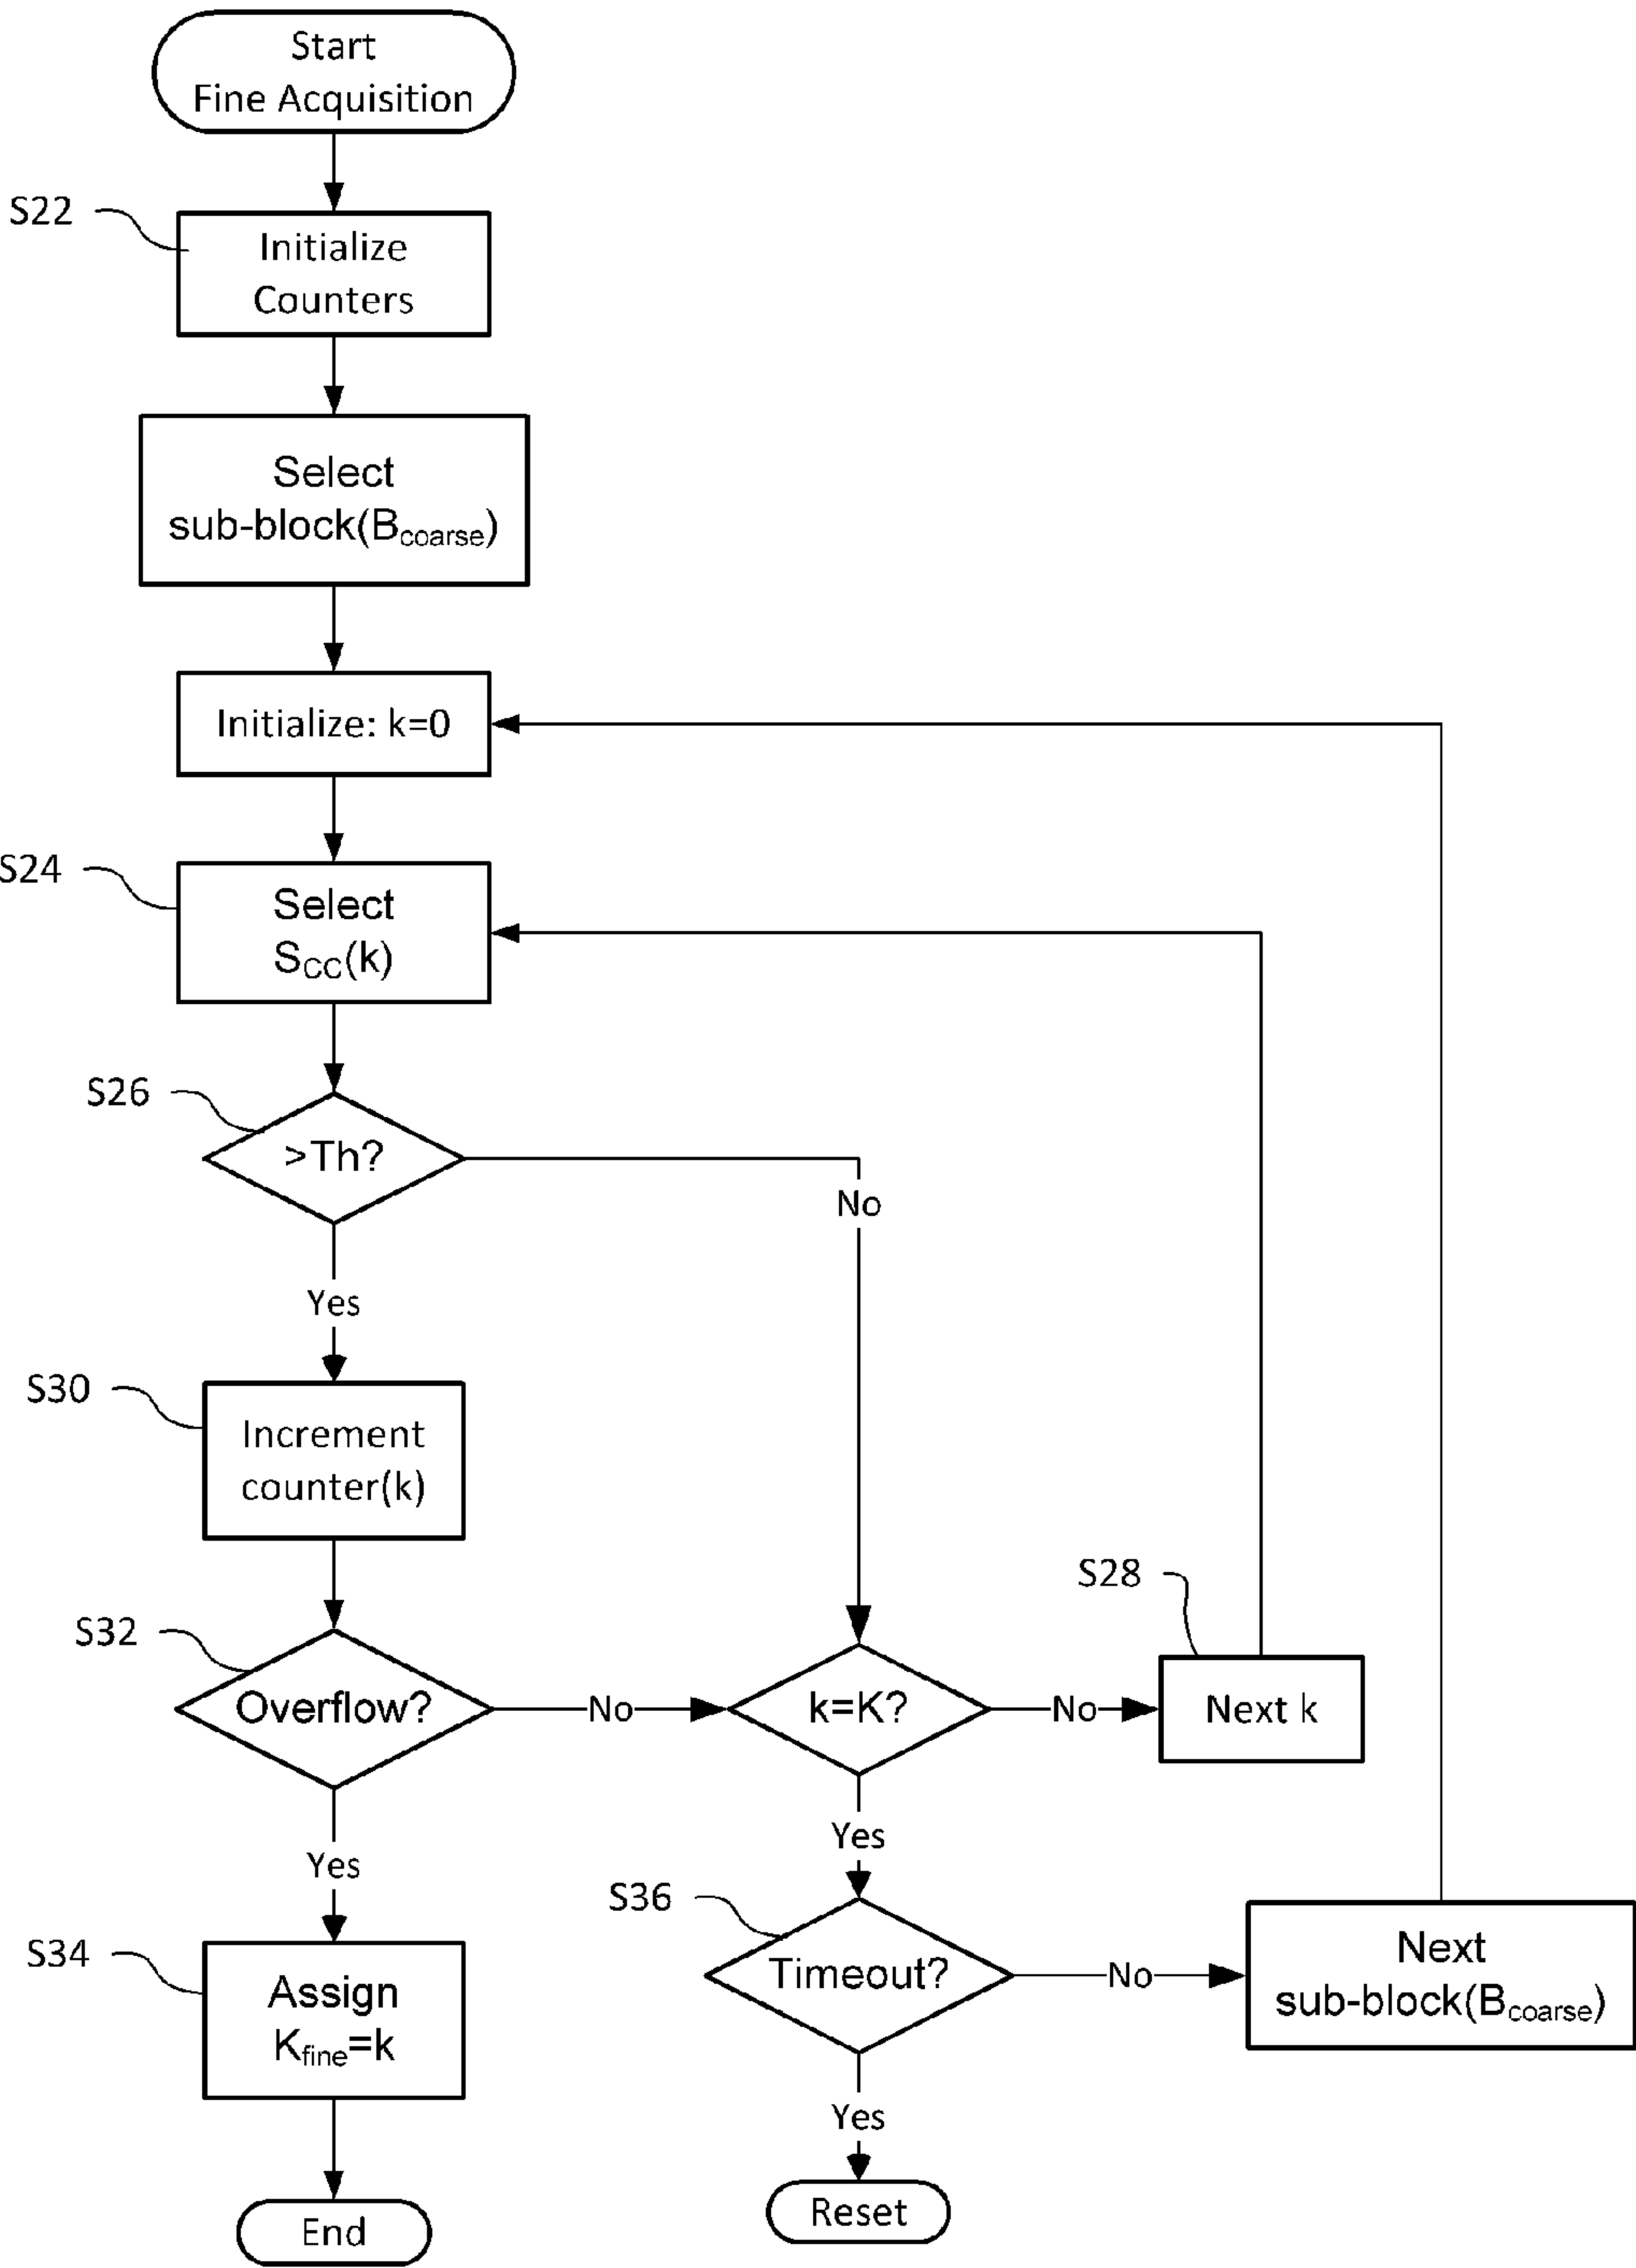 Start
Fine Acquisition
S22
Initialize
Counters
Select
sub-block(Bcoarse)
Initialize: k=0
S24
Select
SCC(k)
S26
>Th?
No
Yes
S30
Increment
counter(k)
S28
S32
Overflow?
No
k=K?
No
Next k
Yes
Yes
S36
S34
Assign
Kfine=k
Timeout?
No
Next
sub-block(Bcoarse)
Yes
End
Reset